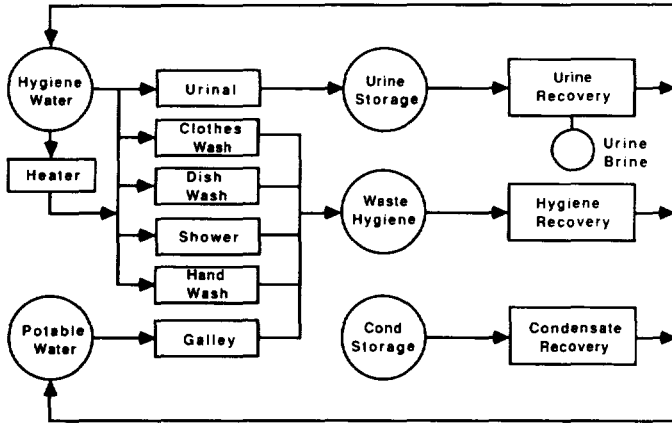 Hygiene
Water
Heater
Urinal
Clothes
Wash
Dish
Wash
Shower
Hand
Wash
Potable
Water
Galley
Urine
Storage
Waste
Hygiene
Cond
Storage
Urine
Recovery
Urine
Brine
Hygiene
Recovery
Condensate
Recovery